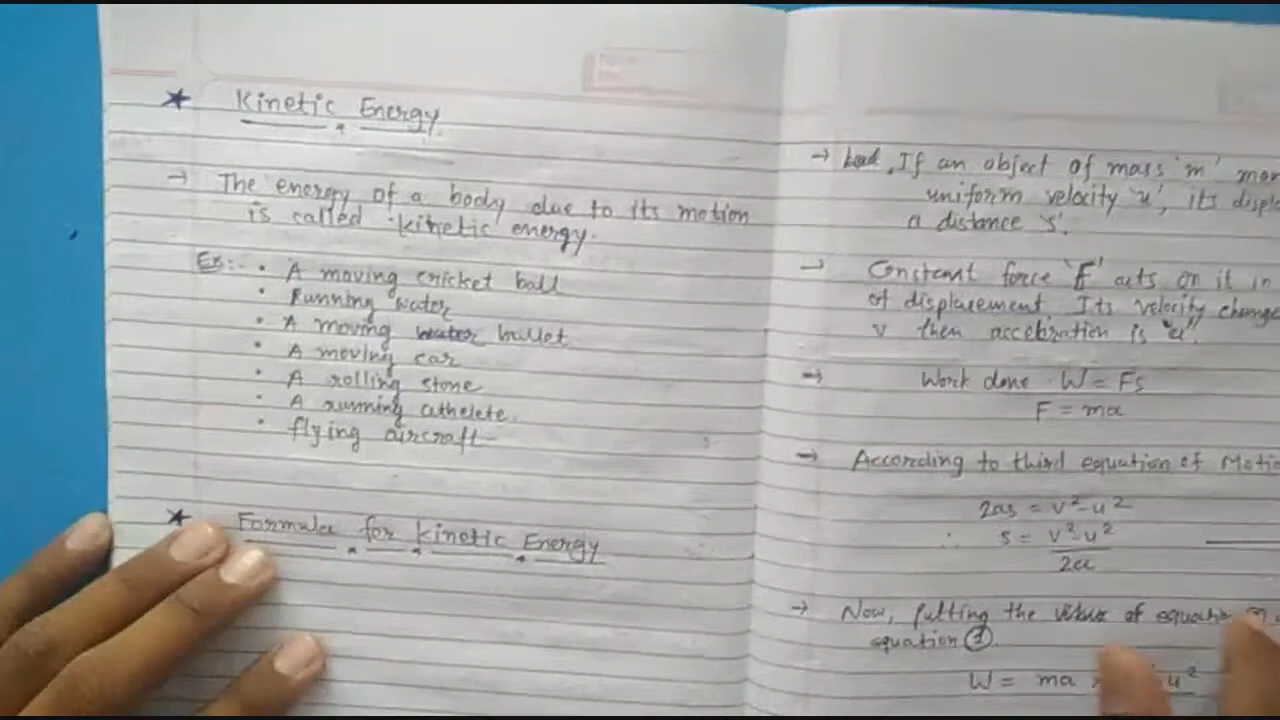 Kinetic Energy
→ The energy of a body due to its motion
is called kinetic energy.
Ex:- • A moving cricket ball
• Running water
• A moving bullet
• A moving car
• A rolling stone
• A running athelete.
• flying aircraft
Formula for kinetic Energy
→ If an object of mass 'm'
uniform velocity 'u', its
a distance 's'.
→ Constant force 'F' acts on it in
of displacement Its velocity
v then acceleration is "a".
→ Work done W = Fs
F = ma
→ According to third equation of
2as = v²-u²
∴ s = v²-u²
2a
→ Now, putting the value of
equation ①.
W = ma u²